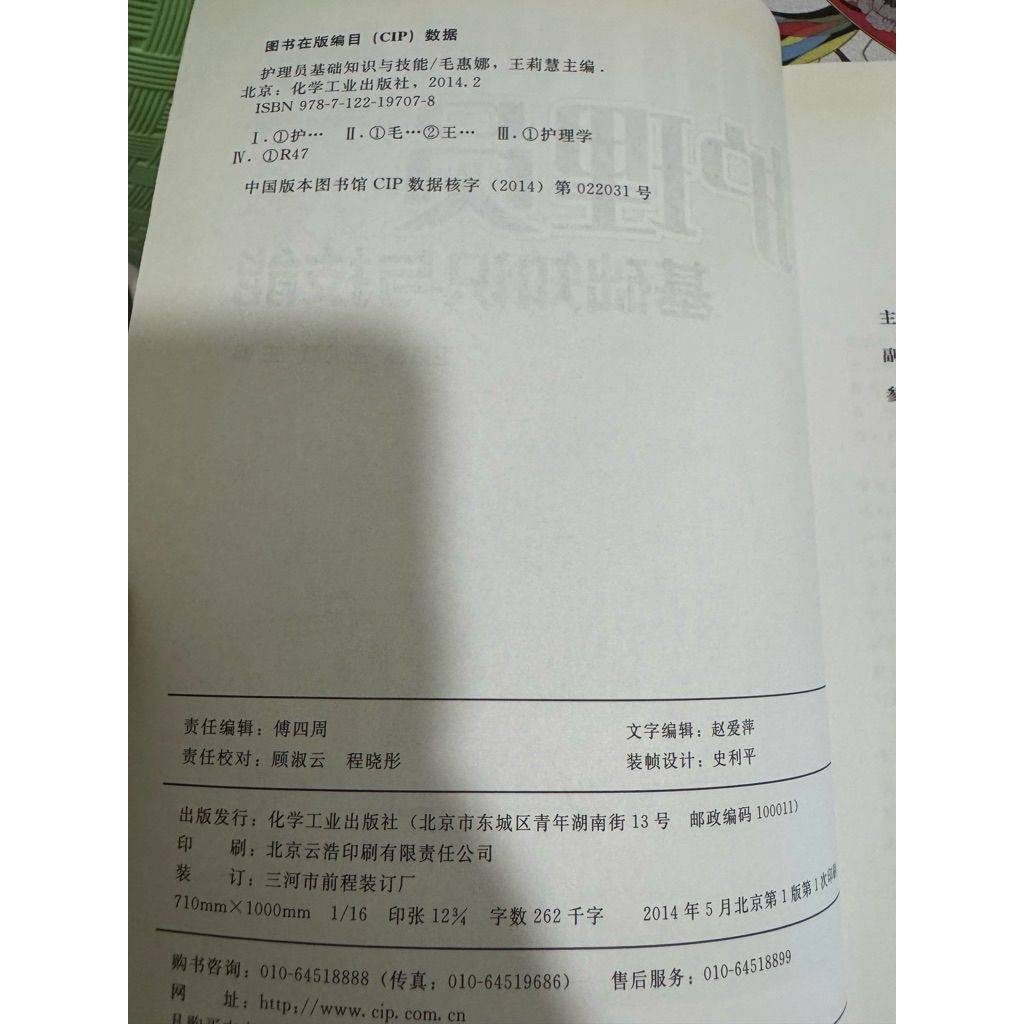 图书在版编目（CIP）数据
护理员基础知识与技能/毛惠娜，王莉慧主编．
北京：化学工业出版社，2014.2
ISBN 978-7-122-19707-8
Ⅰ.①护… Ⅱ.①毛…②王… Ⅲ.①护理学
Ⅳ.①R47
中国版本图书馆CIP数据核字（2014）第022031号
主
副
责任编辑：傅四周 文字编辑：赵爱萍
责任校对：顾淑云 程晓彤 装帧设计：史利平
出版发行：化学工业出版社（北京市东城区青年湖南街13号 邮政编码100011）
印 刷：北京云浩印刷有限责任公司
装 订：三河市前程装订厂
710mm×1000mm 1/16 印张12¾ 字数262千字 2014年5月北京第1版第1次印刷
购书咨询：010-64518888（传真：010-64519686） 售后服务：010-64518899
网 址：http://www.cip.com.cn